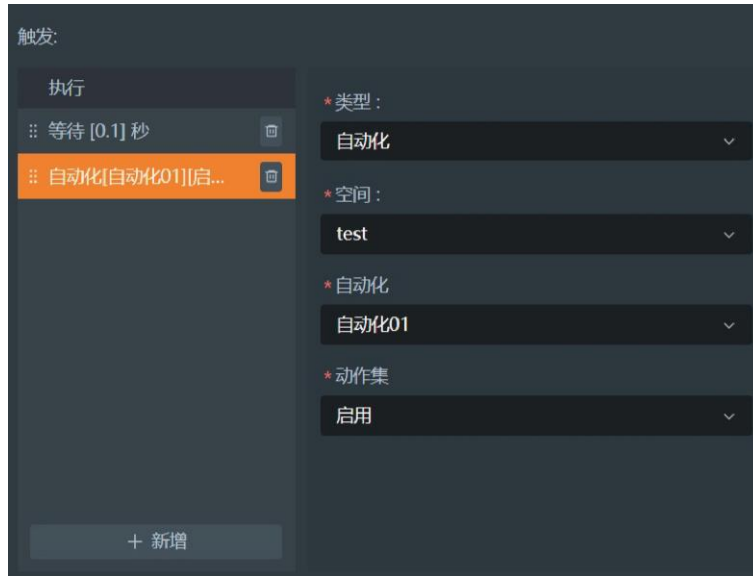 触发:
执行
等待 [0.1] 秒
自动化[自动化01][启...
+ 新增
*类型 :
自动化
*空间 :
test
*自动化
自动化01
*动作集
启用